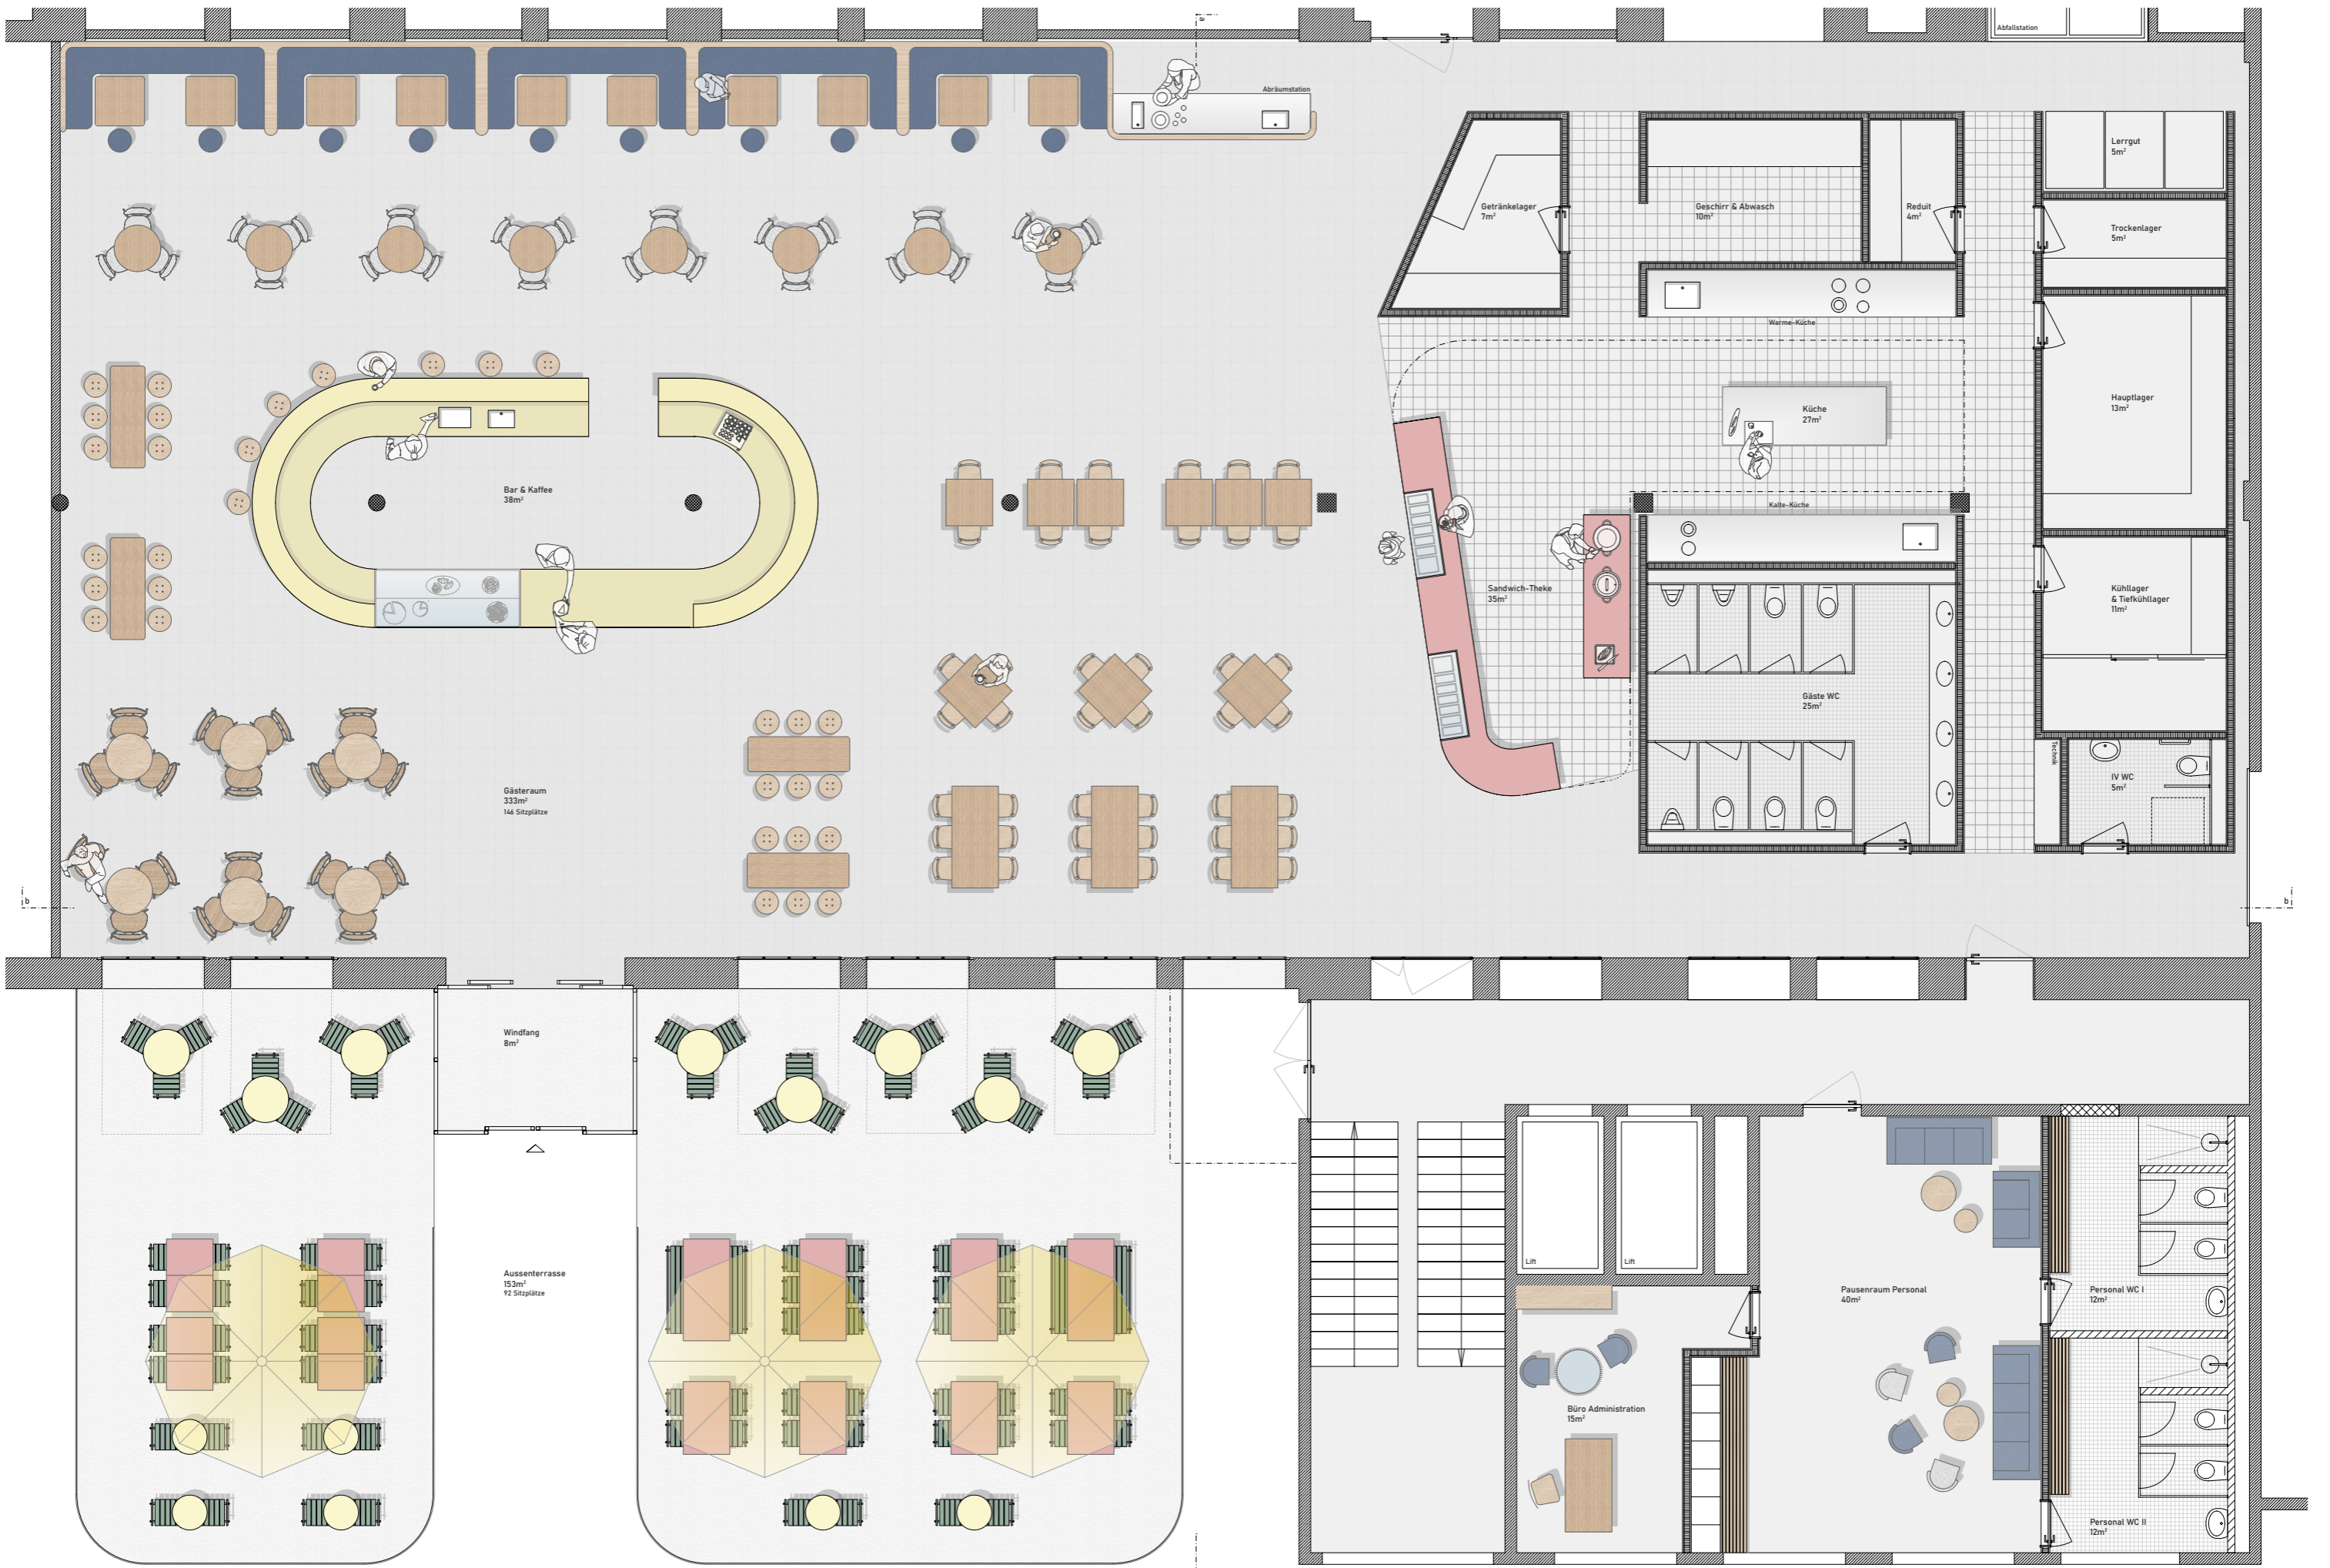 a
Abfallstation
Abräumstation
Lerrgut
5m²
Getränkelager
7m²
Geschirr & Abwasch
10m²
Reduit
4m²
Trockenlager
5m²
Warme-Küche
Küche
27m²
Hauptlager
13m²
Bar & Kaffee
38m²
Kalte-Küche
Sandwich-Theke
35m²
Kühllager
& Tiefkühllager
11m²
Gäste WC
25m²
Technik
IV WC
5m²
Gästeraum
333m²
146 Sitzplätze
b
b
Windfang
8m²
Aussenterrasse
153m²
92 Sitzplätze
Lift
Lift
Pausenraum Personal
40m²
Personal WC I
12m²
Büro Administration
15m²
Personal WC II
12m²